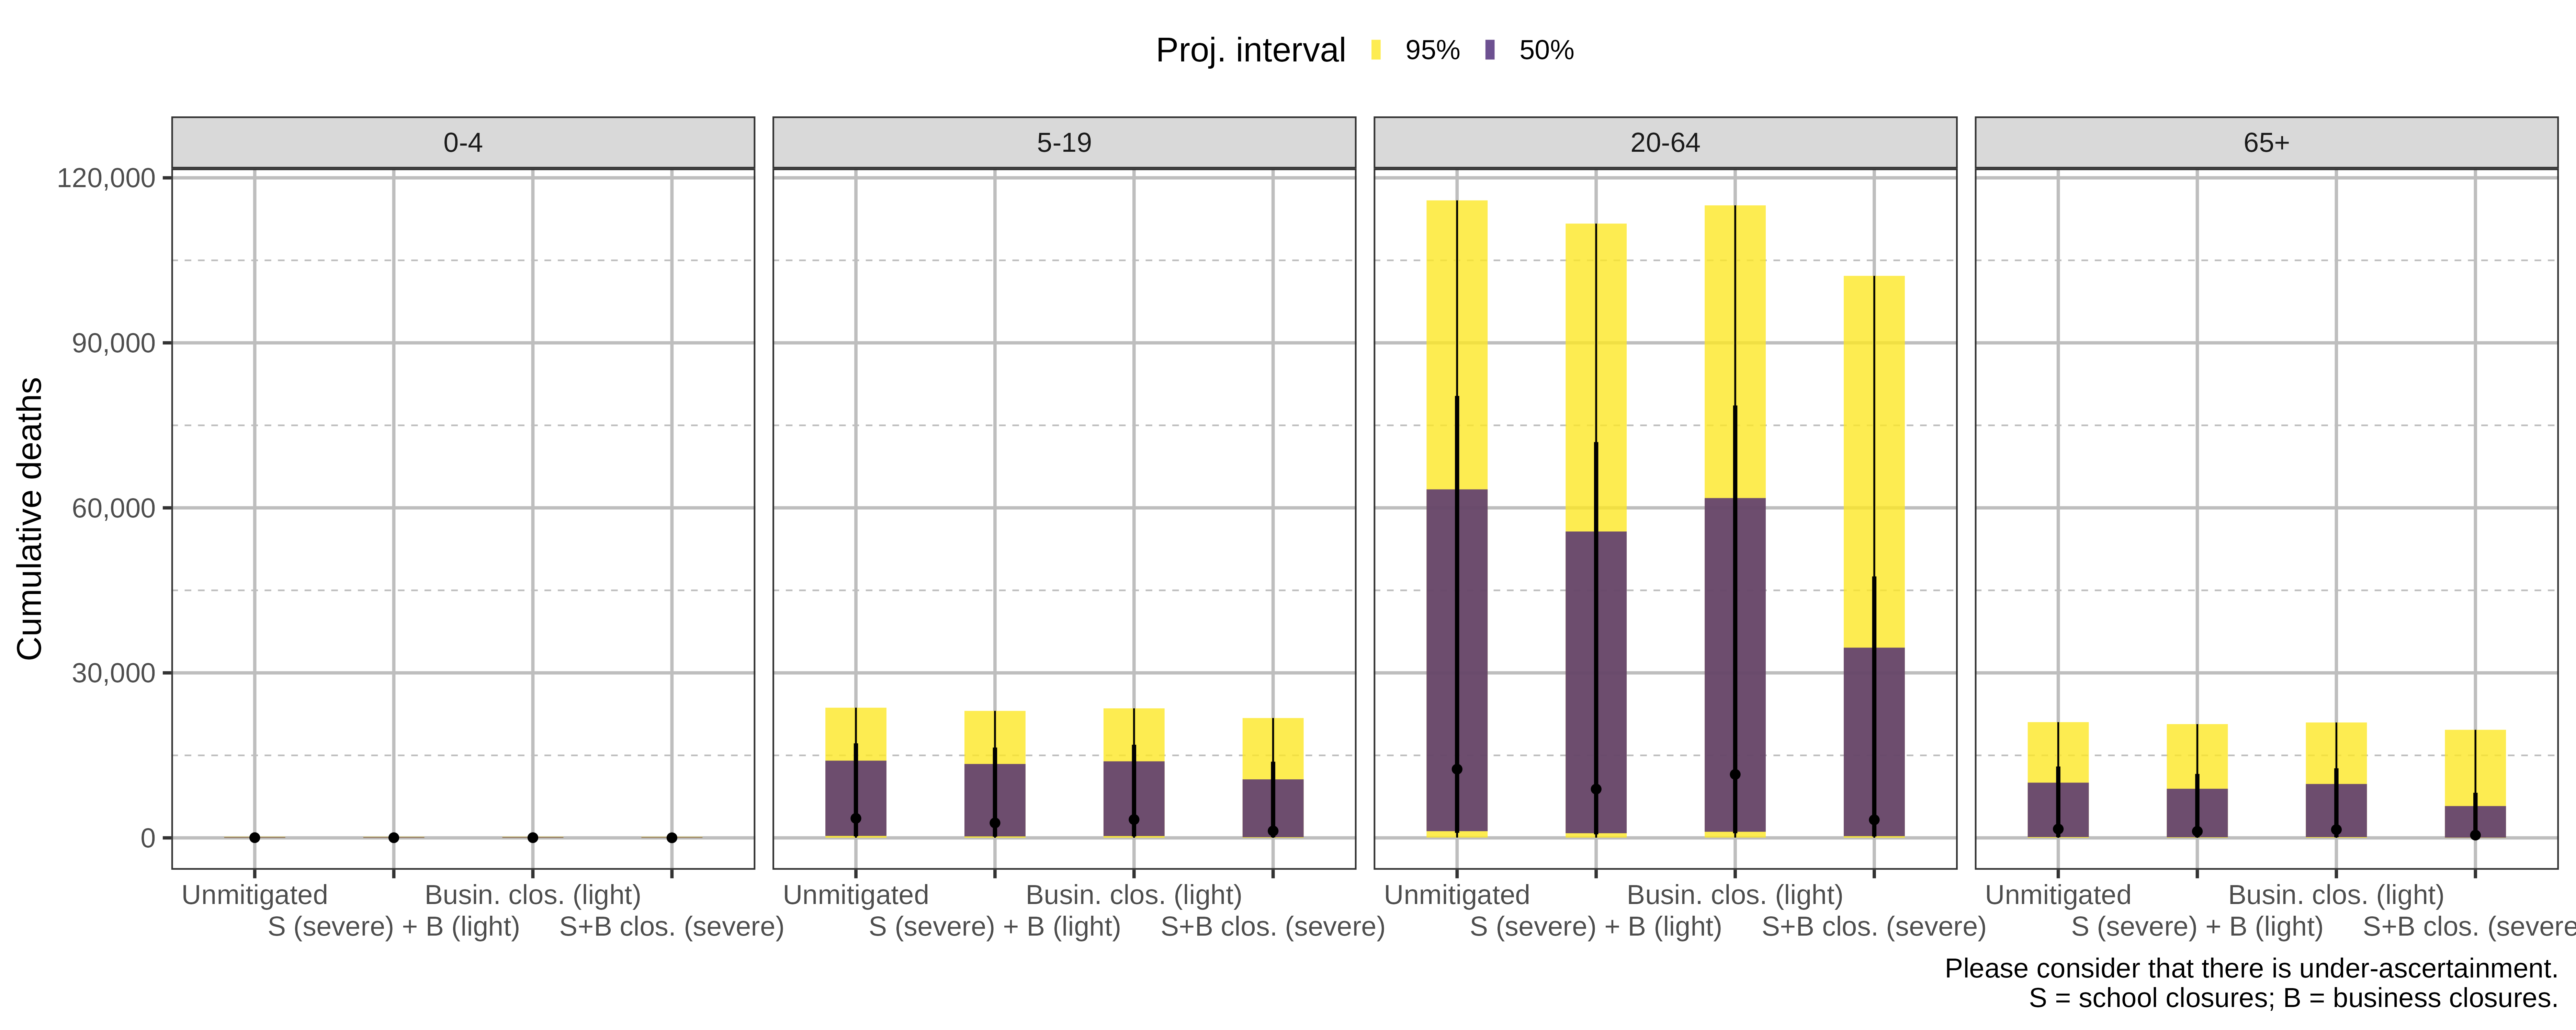 Proj. interval 95% 50%
0-4 5-19 20-64 65+
Cumulative deaths
120,000
90,000
60,000
30,000
0
Unmitigated Busin. clos. (light) Unmitigated Busin. clos. (light) Unmitigated Busin. clos. (light) Unmitigated Busin. clos. (light)
S (severe) + B (light) S+B clos. (severe) S (severe) + B (light) S+B clos. (severe) S (severe) + B (light) S+B clos. (severe) S (severe) + B (light) S+B clos. (severe
Please consider that there is under-ascertainment.
S = school closures; B = business closures.